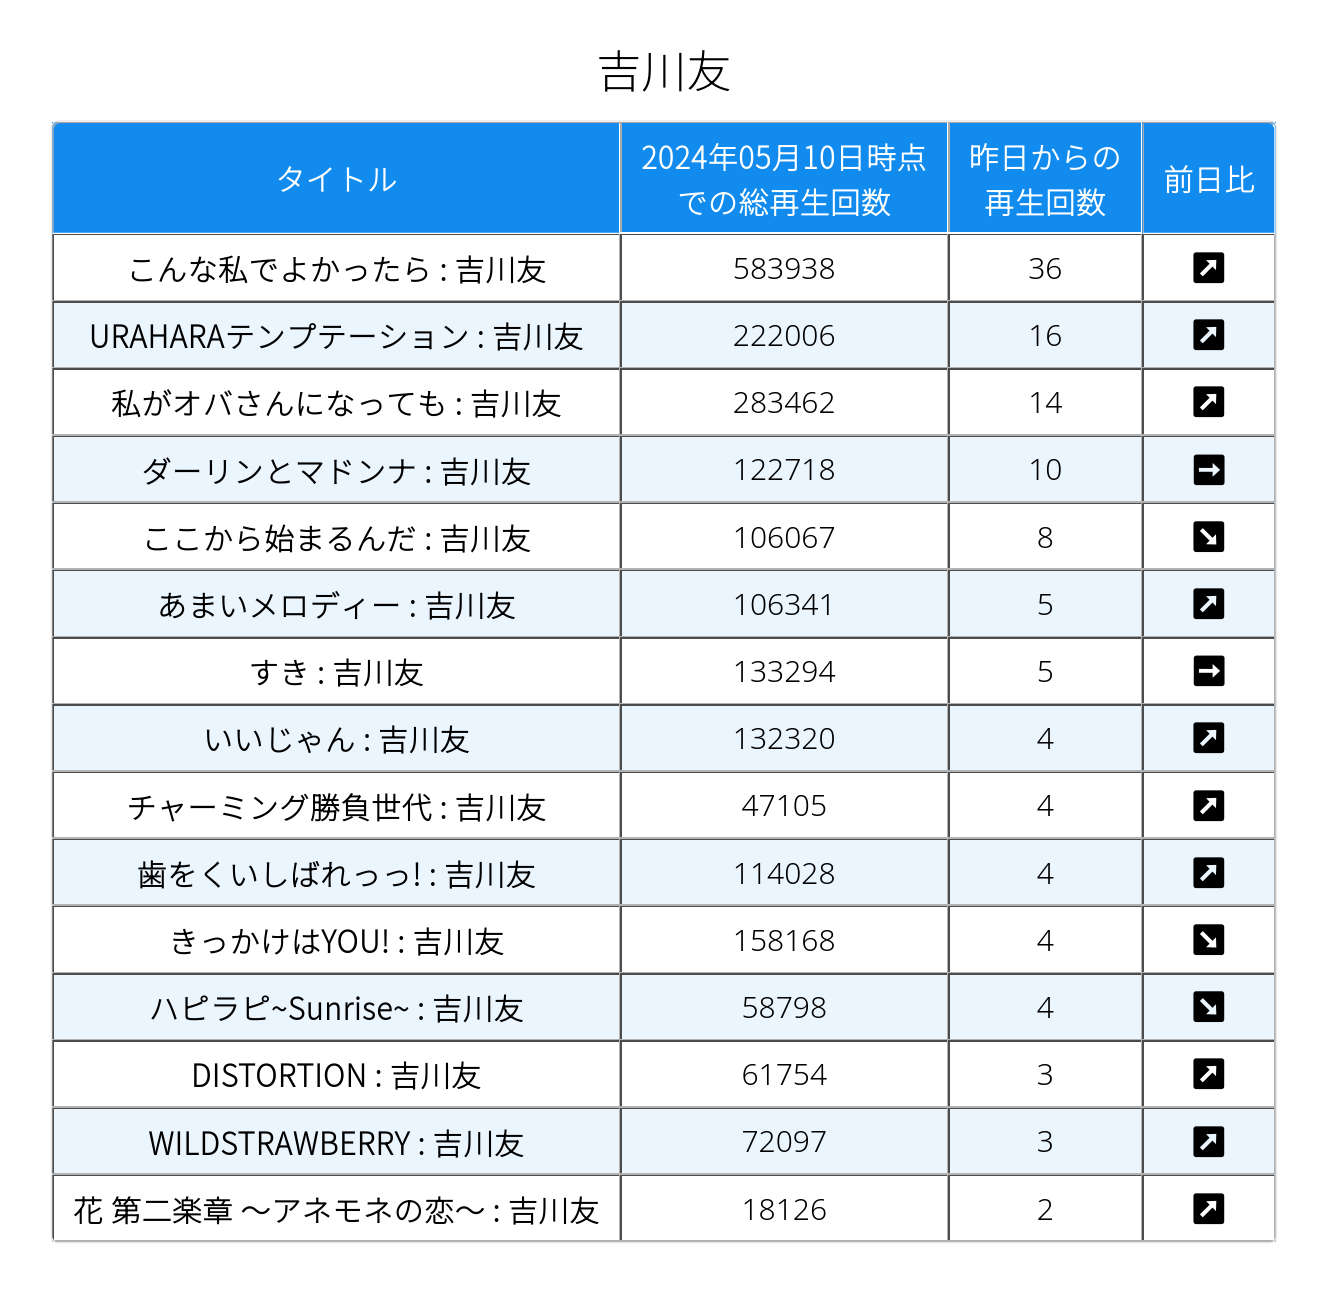 吉川友
タイトル
2024年05月10日時点
での総再生回数
昨日からの
再生回数
前日比
こんな私でよかったら : 吉川友 583938 36 ↗
URAHARAテンプテーション : 吉川友 222006 16 ↗
私がオバさんになっても : 吉川友 283462 14 ↗
ダーリンとマドンナ : 吉川友 122718 10 →
ここから始まるんだ : 吉川友 106067 8 ↘
あまいメロディー : 吉川友 106341 5 ↗
すき : 吉川友 133294 5 →
いいじゃん : 吉川友 132320 4 ↗
チャーミング勝負世代 : 吉川友 47105 4 ↗
歯をくいしばれっっ! : 吉川友 114028 4 ↗
きっかけはYOU! : 吉川友 158168 4 ↘
ハピラピ~Sunrise~ : 吉川友 58798 4 ↘
DISTORTION : 吉川友 61754 3 ↗
WILDSTRAWBERRY : 吉川友 72097 3 ↗
花 第二楽章 〜アネモネの恋〜 : 吉川友 18126 2 ↗